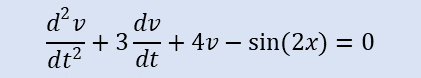 d²v/dt² + 3 dv/dt + 4v − sin(2x) = 0